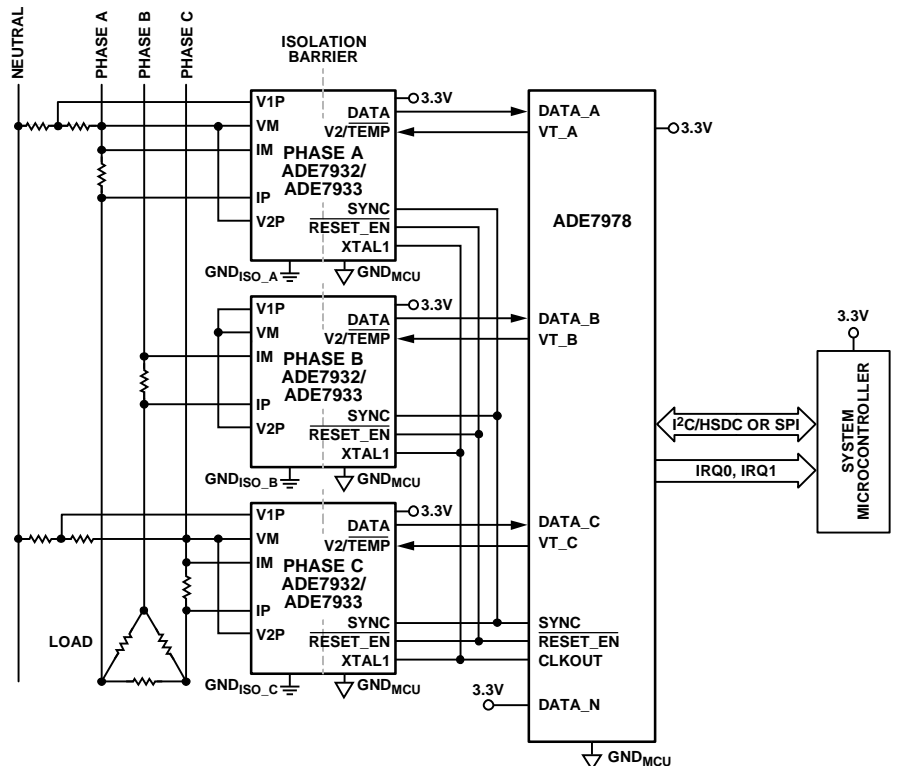 NEUTRAL
PHASE A
PHASE B
PHASE C
ISOLATION
BARRIER
V1P
VM
IM
IP
V2P
DATA
V2/TEMP
PHASE A
ADE7932/
ADE7933
SYNC
RESET_EN
XTAL1
3.3V
GNDISO_A
GNDMCU
V1P
VM
IM
IP
V2P
DATA
V2/TEMP
PHASE B
ADE7932/
ADE7933
SYNC
RESET_EN
XTAL1
3.3V
GNDISO_B
GNDMCU
V1P
VM
IM
IP
V2P
DATA
V2/TEMP
PHASE C
ADE7932/
ADE7933
SYNC
RESET_EN
XTAL1
3.3V
GNDISO_C
GNDMCU
LOAD
DATA_A
VT_A
3.3V
ADE7978
DATA_B
VT_B
DATA_C
VT_C
SYNC
RESET_EN
CLKOUT
3.3V
DATA_N
GNDMCU
I2C/HSDC OR SPI
IRQ0, IRQ1
3.3V
SYSTEM
MICROCONTROLLER